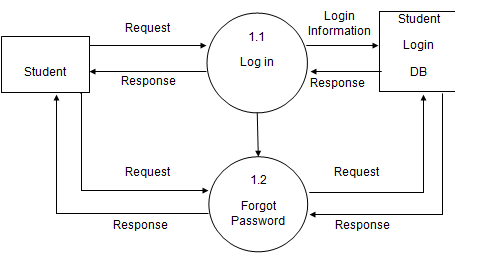 Request
1.1
Log in
Login
Information
Student
Login
DB
Student
Response
Response
Request
1.2
Forgot
Password
Request
Response
Response